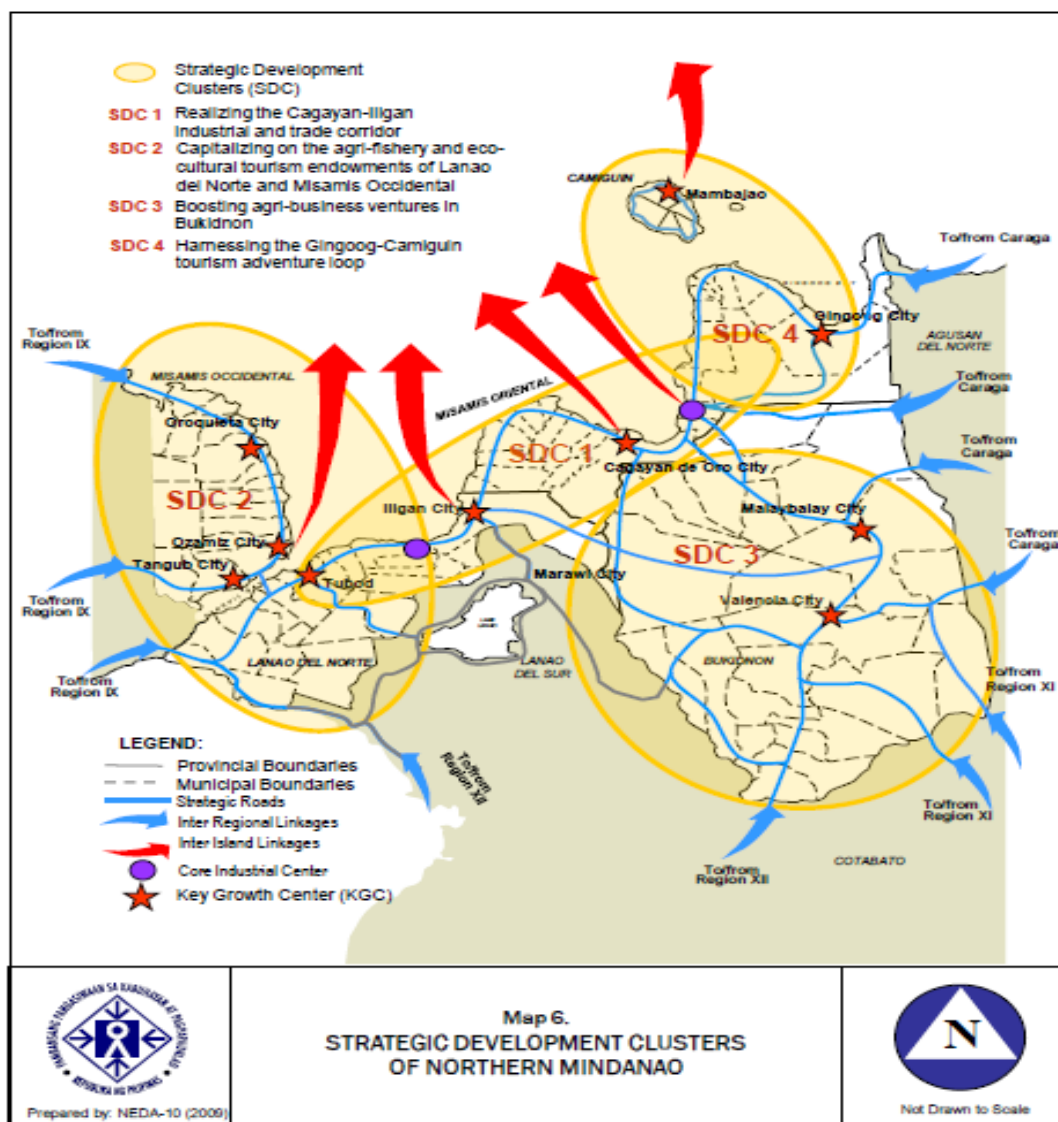 Strategic Development
Clusters (SDC)
SDC 1 Realizing the Cagayan-Iligan
industrial and trade corridor
SDC 2 Capitalizing on the agri-fishery and eco-
cultural tourism endowments of Lanao
del Norte and Misamis Occidental
SDC 3 Boosting agri-business ventures in
Bukidnon
SDC 4 Harnessing the Gingoog-Camiguin
tourism adventure loop
CAMIGUIN
Mambajao
To/from Caraga
Gingoog City
SDC 4
AGUSAN
DEL NORTE
To/from
Region IX
MISAMIS OCCIDENTAL
MISAMIS ORIENTAL
To/from
Caraga
Oroquieta City
SDC 1
Cagayan de Oro City
To/from
Caraga
SDC 2
Iligan City
Malaybalay City
Ozamiz City
Tangub City
Tubod
SDC 3
To/from
Caraga
Marawi City
To/from
Region IX
Valencia City
LANAO DEL NORTE
LANAO
DEL SUR
BUKIDNON
To/from
Region IX
To/from
Region XI
LEGEND:
Provincial Boundaries
Municipal Boundaries
Strategic Roads
Inter Regional Linkages
Inter Island Linkages
Core Industrial Center
Key Growth Center (KGC)
To/from
Region XII
To/from
Region XI
To/from
Region XII
COTABATO
PAMBANSANG PANGASIWAAN SA KABUHAYAN AT PAGPAPAUNLAD
REPUBLIKA NG PILIPINAS
Prepared by: NEDA-10 (2009)
Map 6.
STRATEGIC DEVELOPMENT CLUSTERS
OF NORTHERN MINDANAO
N
Not Drawn to Scale